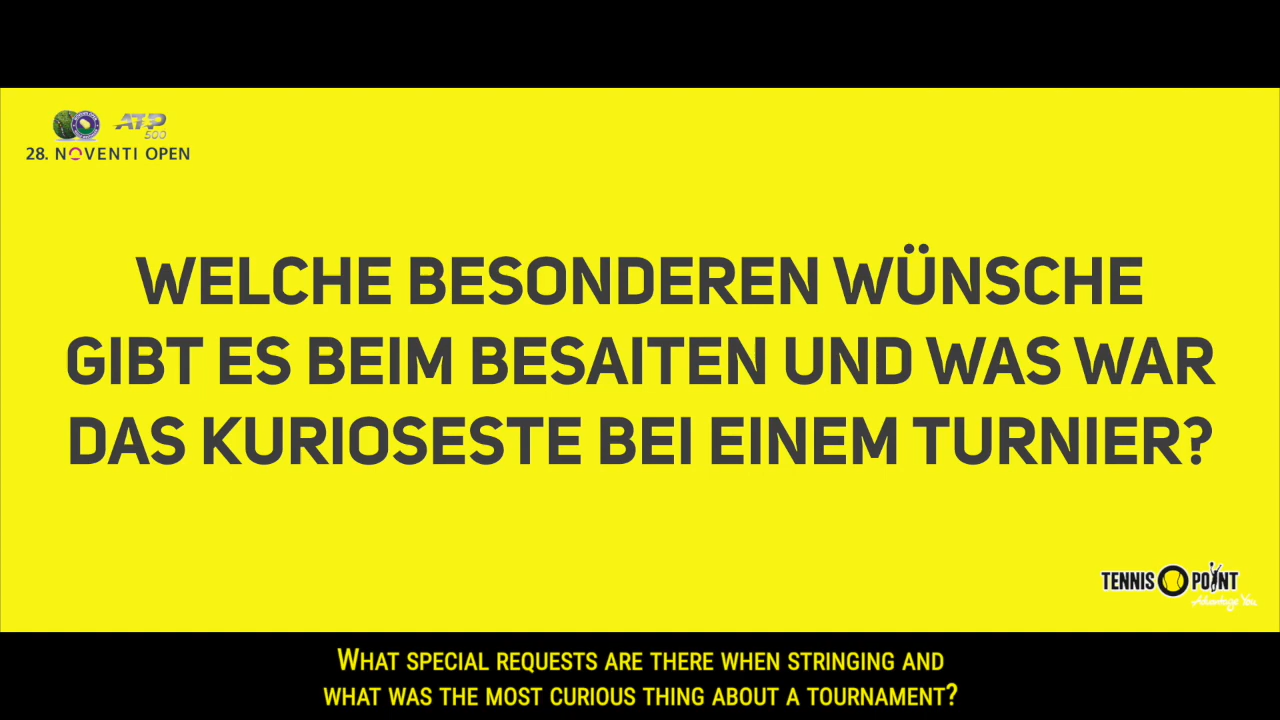 ATP
500
28. NOVENTI OPEN
WELCHE BESONDEREN WÜNSCHE
GIBT ES BEIM BESAITEN UND WAS WAR
DAS KURIOSESTE BEI EINEM TURNIER?
TENNIS POINT
Advantage You.
WHAT SPECIAL REQUESTS ARE THERE WHEN STRINGING AND
WHAT WAS THE MOST CURIOUS THING ABOUT A TOURNAMENT?